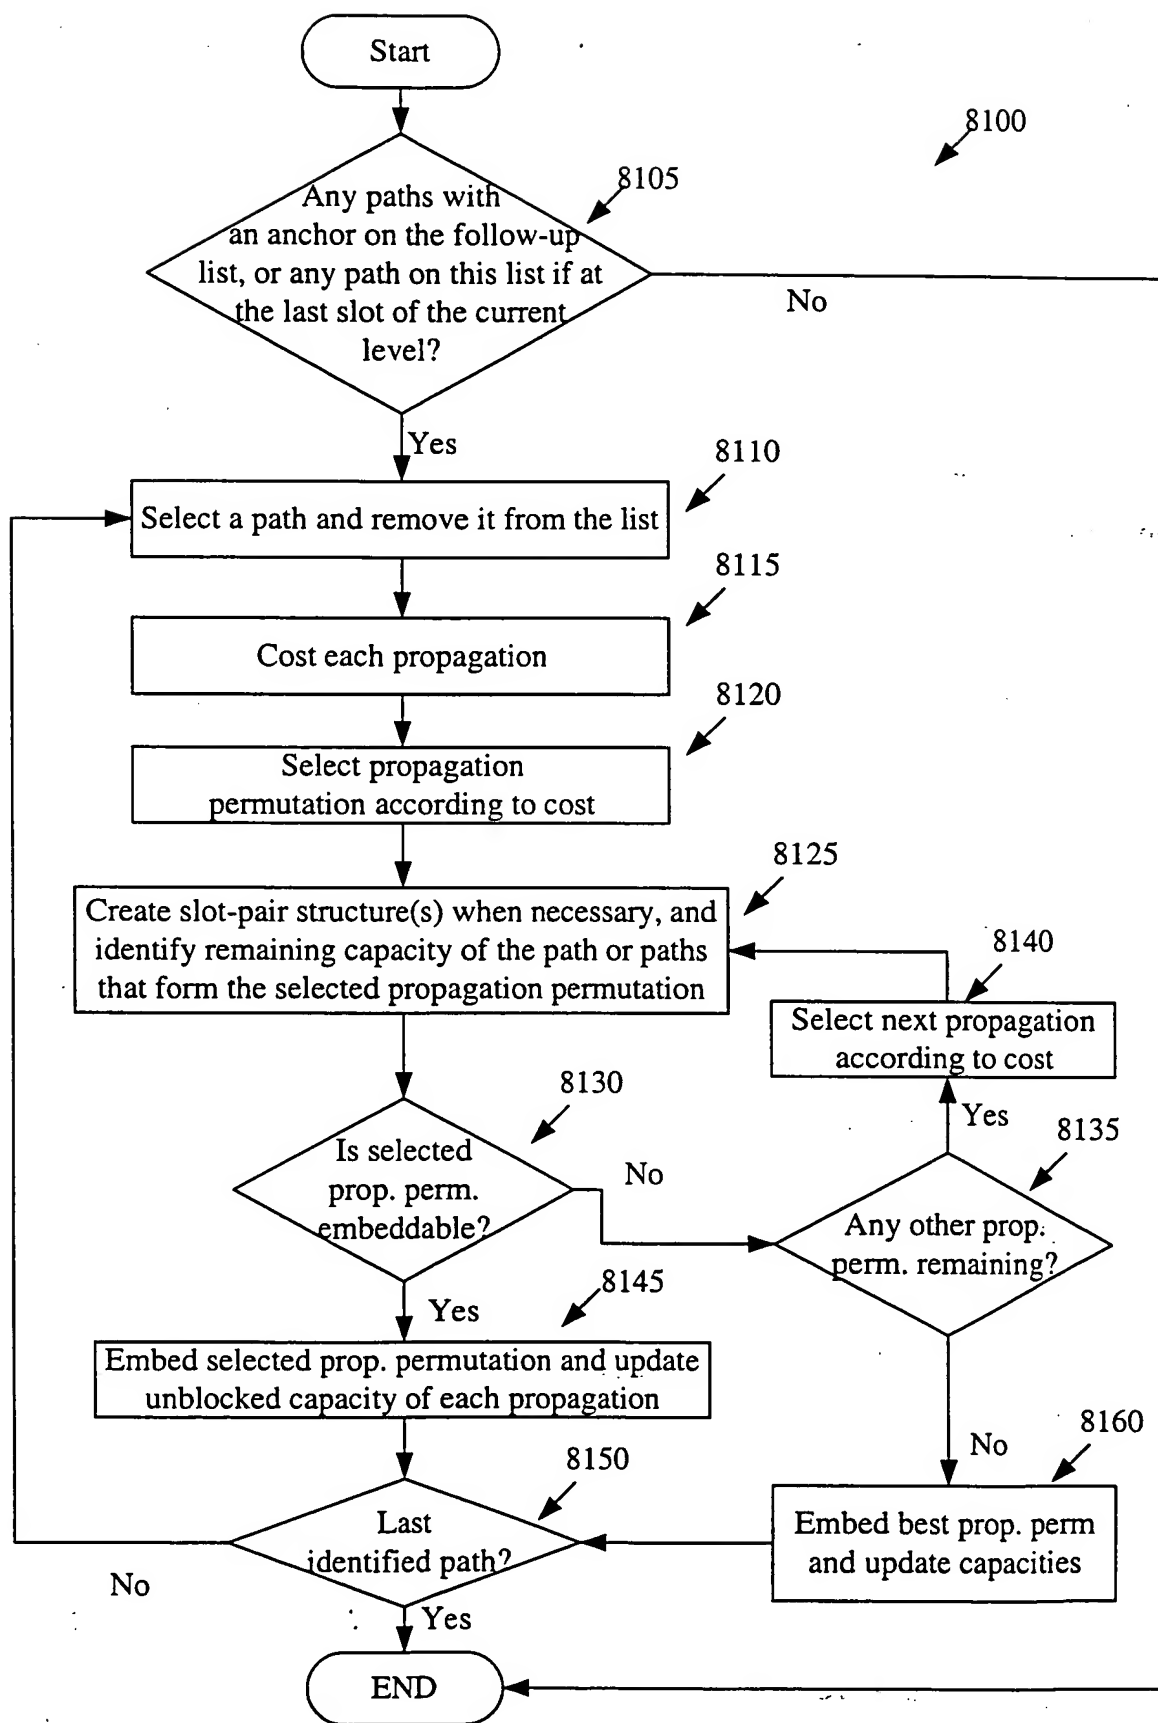 Start
8100
8105
Any paths with
an anchor on the follow-up
list, or any path on this list if at
the last slot of the current
level?
No
Yes
8110
Select a path and remove it from the list
8115
Cost each propagation
8120
Select propagation
permutation according to cost
8125
Create slot-pair structure(s) when necessary, and
identify remaining capacity of the path or paths
that form the selected propagation permutation
8140
Select next propagation
according to cost
8130
Is selected
prop. perm.
embeddable?
No
Yes
8135
Any other prop.
perm. remaining?
Yes
8145
Embed selected prop. permutation and update
unblocked capacity of each propagation
No
8160
Embed best prop. perm
and update capacities
8150
Last
identified path?
No
Yes
END